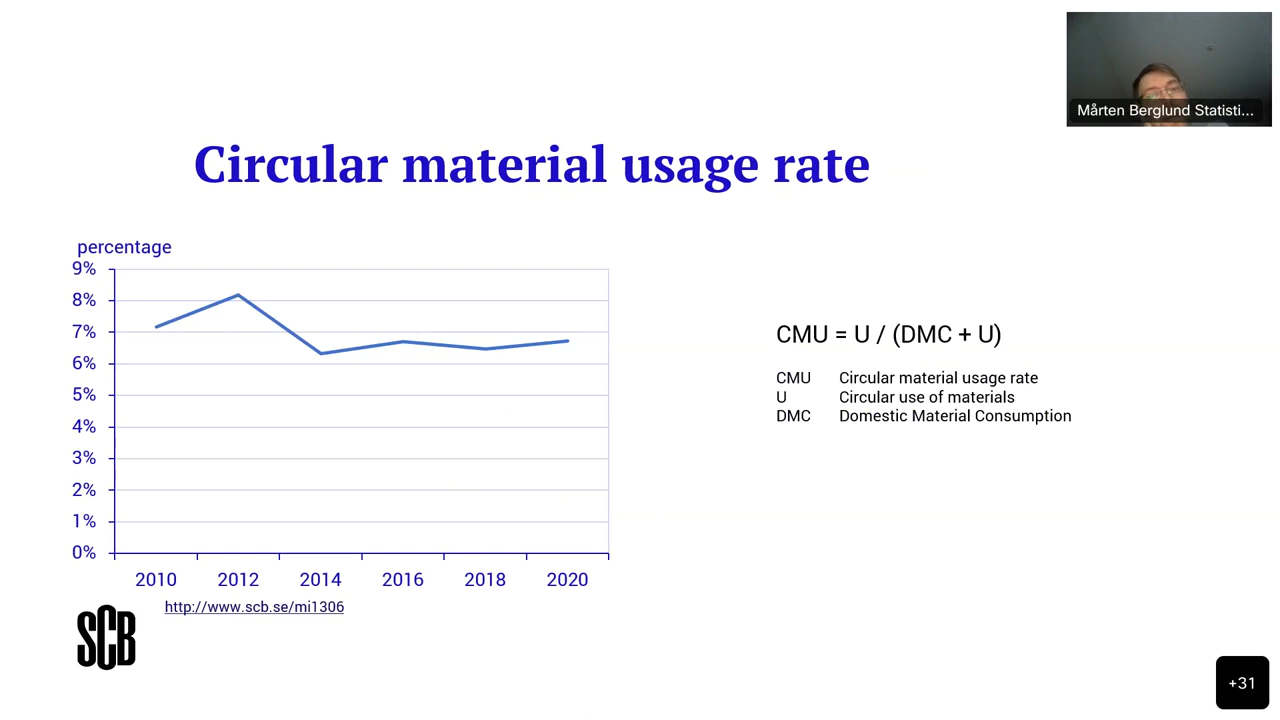 Mårten Berglund Statisti...
Circular material usage rate
percentage
9%
8%
7%
6%
5%
4%
3%
2%
1%
0%
2010 2012 2014 2016 2018 2020
CMU = U / (DMC + U)
CMU Circular material usage rate
U Circular use of materials
DMC Domestic Material Consumption
http://www.scb.se/mi1306
SCB
+31